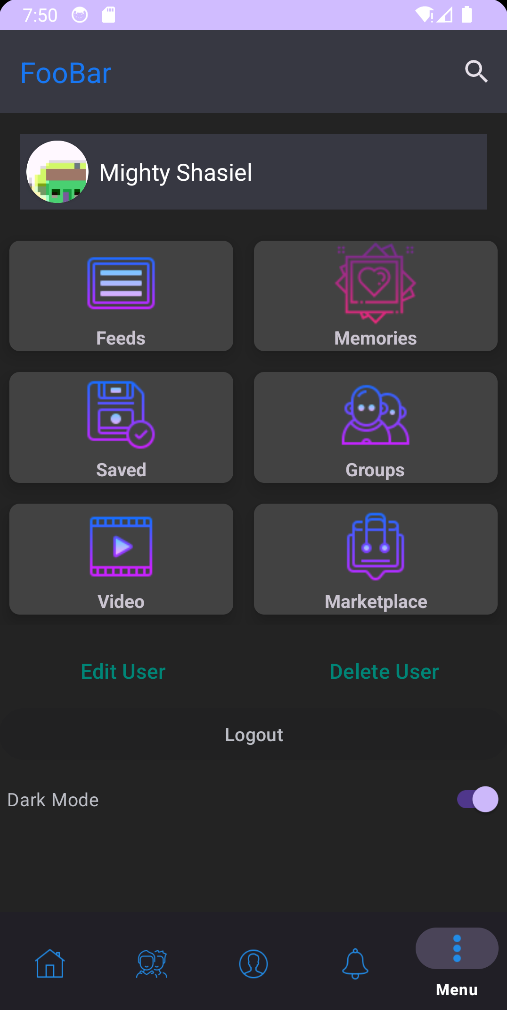 7:50
FooBar
Mighty Shasiel
Feeds
Memories
Saved
Groups
Video
Marketplace
Edit User
Delete User
Logout
Dark Mode
Menu